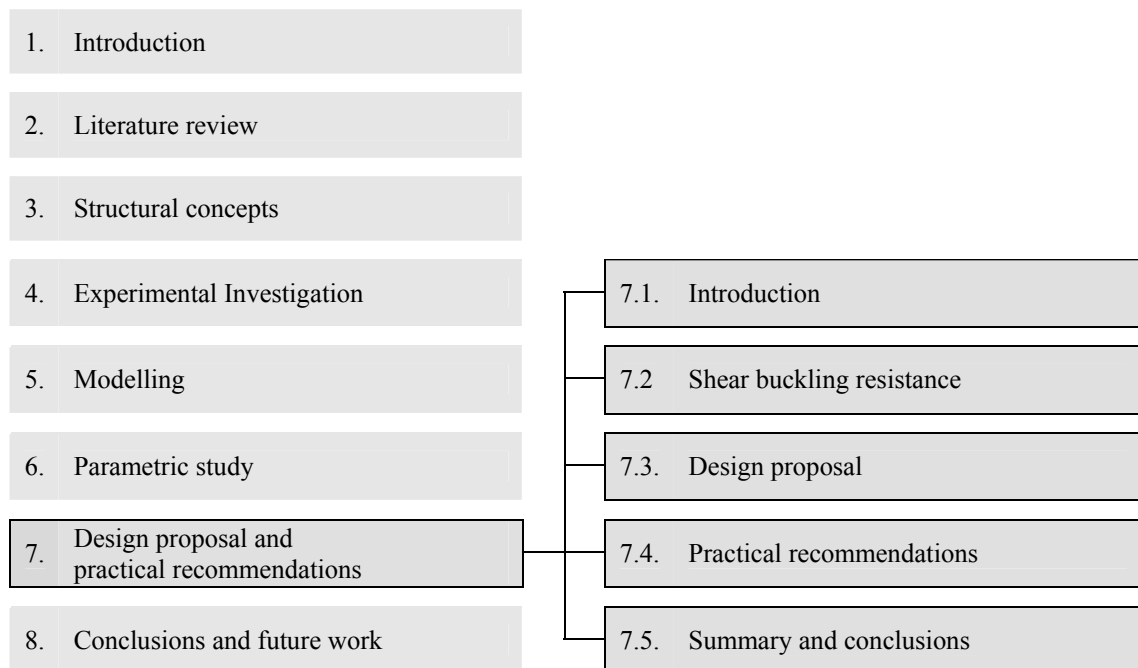 1. Introduction
2. Literature review
3. Structural concepts
4. Experimental Investigation
5. Modelling
6. Parametric study
7. Design proposal and
practical recommendations
8. Conclusions and future work
7.1. Introduction
7.2 Shear buckling resistance
7.3. Design proposal
7.4. Practical recommendations
7.5. Summary and conclusions